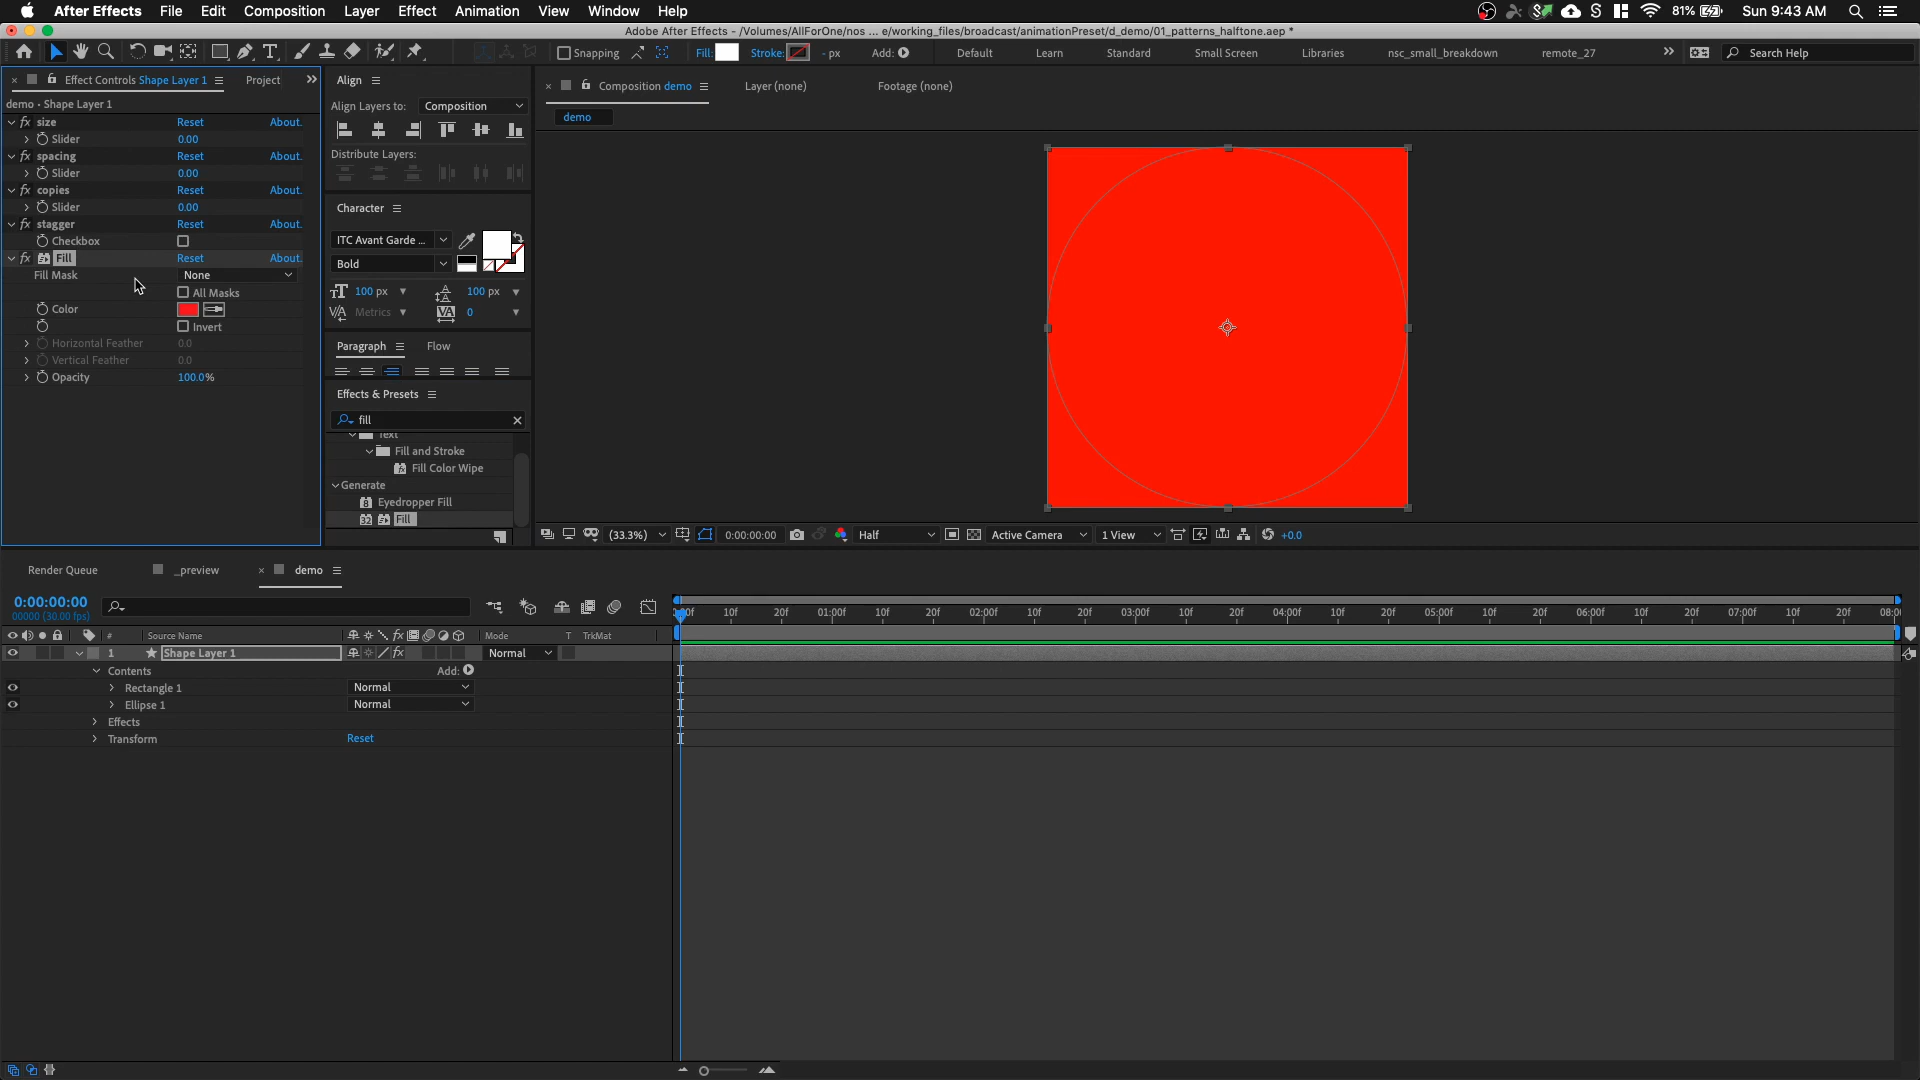 After Effects File Edit Composition Layer Effect Animation View Window Help 81% Sun 9:43 AM
Adobe After Effects - /Volumes/AllForOne/nos ... e/working_files/broadcast/animationPreset/d_demo/01_patterns_halftone.aep *
Snapping Fill: Stroke: - px Add: Default Learn Standard Small Screen Libraries nsc_small_breakdown remote_27 Search Help
Effect Controls Shape Layer 1 Project
demo • Shape Layer 1
size Reset About.
Slider 0.00
spacing Reset About.
Slider 0.00
copies Reset About.
Slider 0.00
stagger Reset About.
Checkbox
Fill Reset About.
Fill Mask None
All Masks
Color
Invert
Horizontal Feather 0.0
Vertical Feather 0.0
Opacity 100.0%
Align
Align Layers to: Composition
Distribute Layers:
Character
ITC Avant Garde ...
Bold
100 px 100 px
Metrics 0
Paragraph Flow
Effects & Presets
fill
Text
Fill and Stroke
Fill Color Wipe
Generate
Eyedropper Fill
Fill
Composition demo Layer (none) Footage (none)
demo
(33.3%) 0:00:00:00 Half Active Camera 1 View +0.0
Render Queue _preview demo
0:00:00:00
00000 (30.00 fps)
10f 20f 01:00f 10f 20f 02:00f 10f 20f 03:00f 10f 20f 04:00f 10f 20f 05:00f 10f 20f 06:00f 10f 20f 07:00f 10f 20f 08:0
# Source Name Mode T TrkMat
1 Shape Layer 1 Normal
Contents Add:
Rectangle 1 Normal
Ellipse 1 Normal
Effects
Transform Reset